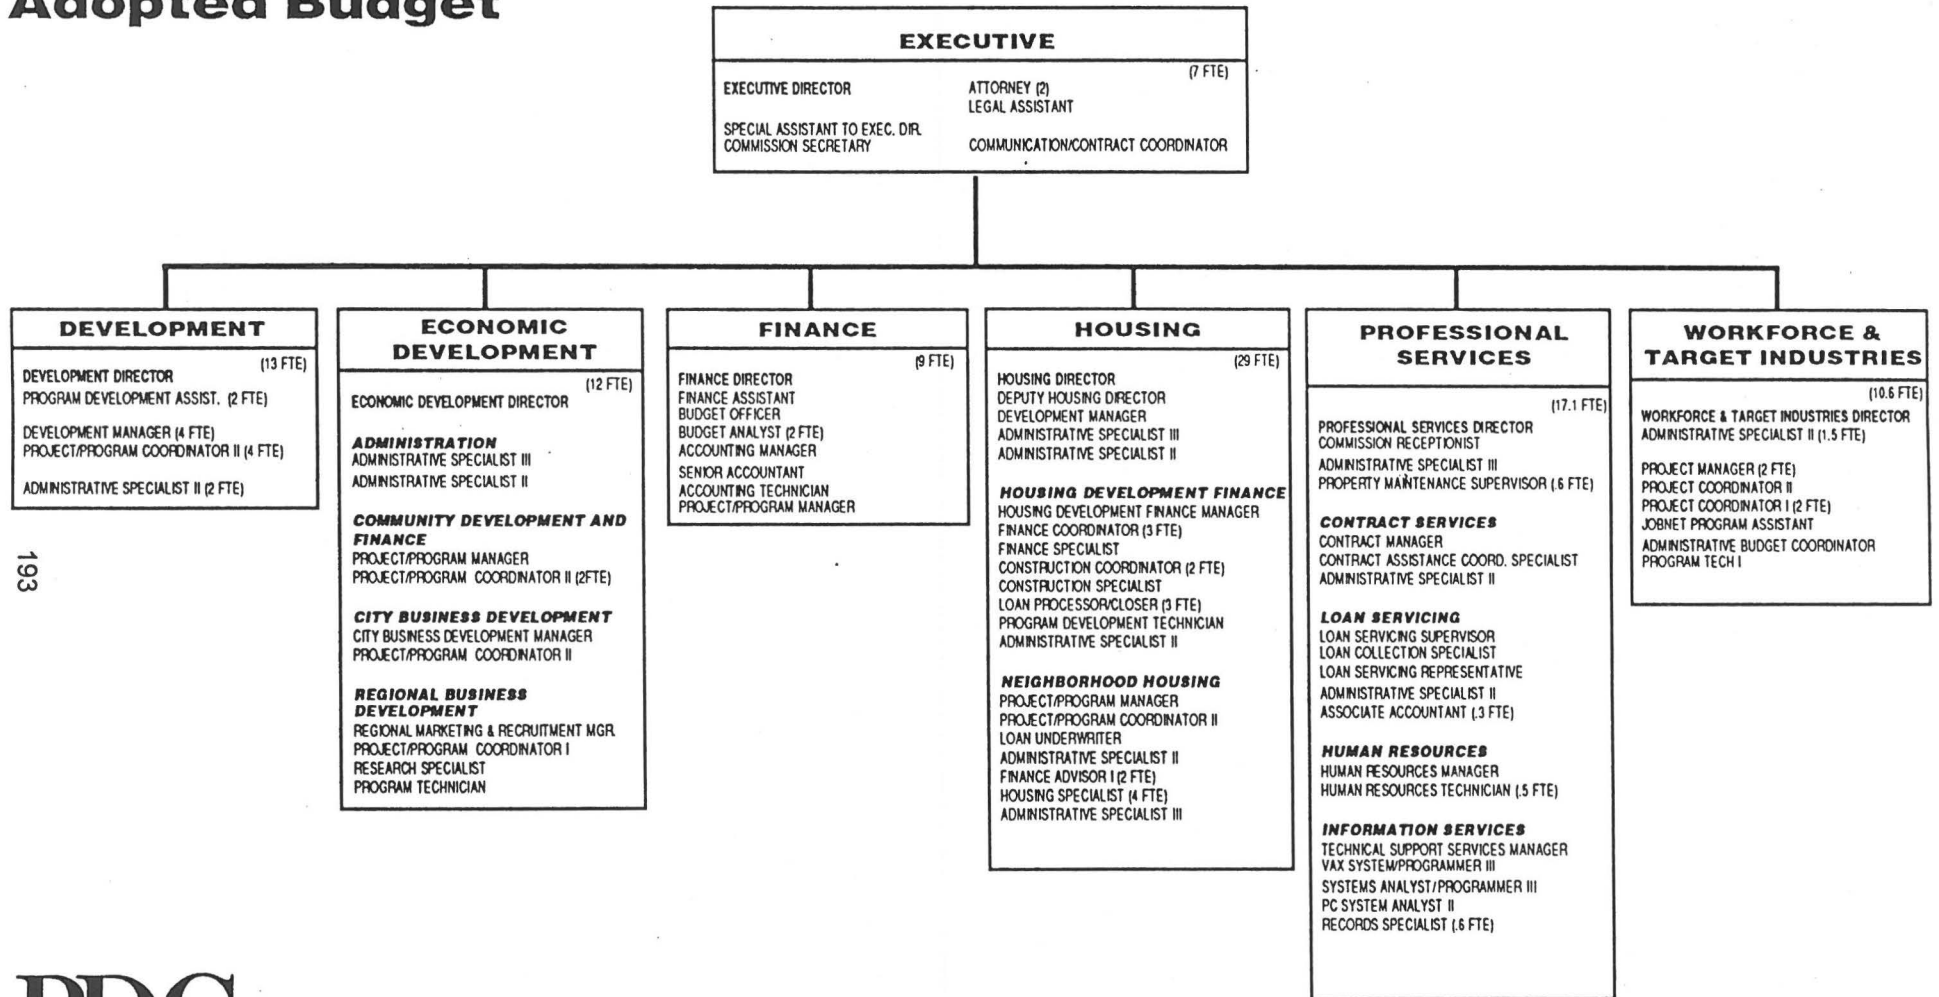 Adopted Budget
EXECUTIVE
(7 FTE)
EXECUTIVE DIRECTOR
SPECIAL ASSISTANT TO EXEC. DIR.
COMMISSION SECRETARY
ATTORNEY (2)
LEGAL ASSISTANT
COMMUNICATION/CONTRACT COORDINATOR
DEVELOPMENT
(13 FTE)
DEVELOPMENT DIRECTOR
PROGRAM DEVELOPMENT ASSIST. (2 FTE)
DEVELOPMENT MANAGER (4 FTE)
PROJECT/PROGRAM COORDINATOR II (4 FTE)
ADMINISTRATIVE SPECIALIST II (2 FTE)
ECONOMIC
DEVELOPMENT
(12 FTE)
ECONOMIC DEVELOPMENT DIRECTOR
ADMINISTRATION
ADMINISTRATIVE SPECIALIST III
ADMINISTRATIVE SPECIALIST II
COMMUNITY DEVELOPMENT AND
FINANCE
PROJECT/PROGRAM MANAGER
PROJECT/PROGRAM COORDINATOR II (2FTE)
CITY BUSINESS DEVELOPMENT
CITY BUSINESS DEVELOPMENT MANAGER
PROJECT/PROGRAM COORDINATOR II
REGIONAL BUSINESS
DEVELOPMENT
REGIONAL MARKETING & RECRUITMENT MGR.
PROJECT/PROGRAM COORDINATOR I
RESEARCH SPECIALIST
PROGRAM TECHNICIAN
FINANCE
(9 FTE)
FINANCE DIRECTOR
FINANCE ASSISTANT
BUDGET OFFICER
BUDGET ANALYST (2 FTE)
ACCOUNTING MANAGER
SENIOR ACCOUNTANT
ACCOUNTING TECHNICIAN
PROJECT/PROGRAM MANAGER
HOUSING
(29 FTE)
HOUSING DIRECTOR
DEPUTY HOUSING DIRECTOR
DEVELOPMENT MANAGER
ADMINISTRATIVE SPECIALIST III
ADMINISTRATIVE SPECIALIST II
HOUSING DEVELOPMENT FINANCE
HOUSING DEVELOPMENT FINANCE MANAGER
FINANCE COORDINATOR (3 FTE)
FINANCE SPECIALIST
CONSTRUCTION COORDINATOR (2 FTE)
CONSTRUCTION SPECIALIST
LOAN PROCESSOR/CLOSER (3 FTE)
PROGRAM DEVELOPMENT TECHNICIAN
ADMINISTRATIVE SPECIALIST II
NEIGHBORHOOD HOUSING
PROJECT/PROGRAM MANAGER
PROJECT/PROGRAM COORDINATOR II
LOAN UNDERWRITER
ADMINISTRATIVE SPECIALIST II
FINANCE ADVISOR I (2 FTE)
HOUSING SPECIALIST (4 FTE)
ADMINISTRATIVE SPECIALIST III
PROFESSIONAL
SERVICES
(17.1 FTE)
PROFESSIONAL SERVICES DIRECTOR
COMMISSION RECEPTIONIST
ADMINISTRATIVE SPECIALIST III
PROPERTY MAINTENANCE SUPERVISOR (.6 FTE)
CONTRACT SERVICES
CONTRACT MANAGER
CONTRACT ASSISTANCE COORD. SPECIALIST
ADMINISTRATIVE SPECIALIST II
LOAN SERVICING
LOAN SERVICING SUPERVISOR
LOAN COLLECTION SPECIALIST
LOAN SERVICING REPRESENTATIVE
ADMINISTRATIVE SPECIALIST II
ASSOCIATE ACCOUNTANT (.3 FTE)
HUMAN RESOURCES
HUMAN RESOURCES MANAGER
HUMAN RESOURCES TECHNICIAN (.5 FTE)
INFORMATION SERVICES
TECHNICAL SUPPORT SERVICES MANAGER
VAX SYSTEM/PROGRAMMER III
SYSTEMS ANALYST/PROGRAMMER III
PC SYSTEM ANALYST II
RECORDS SPECIALIST (.6 FTE)
WORKFORCE &
TARGET INDUSTRIES
(10.6 FTE)
WORKFORCE & TARGET INDUSTRIES DIRECTOR
ADMINISTRATIVE SPECIALIST II (1.5 FTE)
PROJECT MANAGER (2 FTE)
PROJECT COORDINATOR II
PROJECT COORDINATOR I (2 FTE)
JOBNET PROGRAM ASSISTANT
ADMINISTRATIVE BUDGET COORDINATOR
PROGRAM TECH I
193
PDC